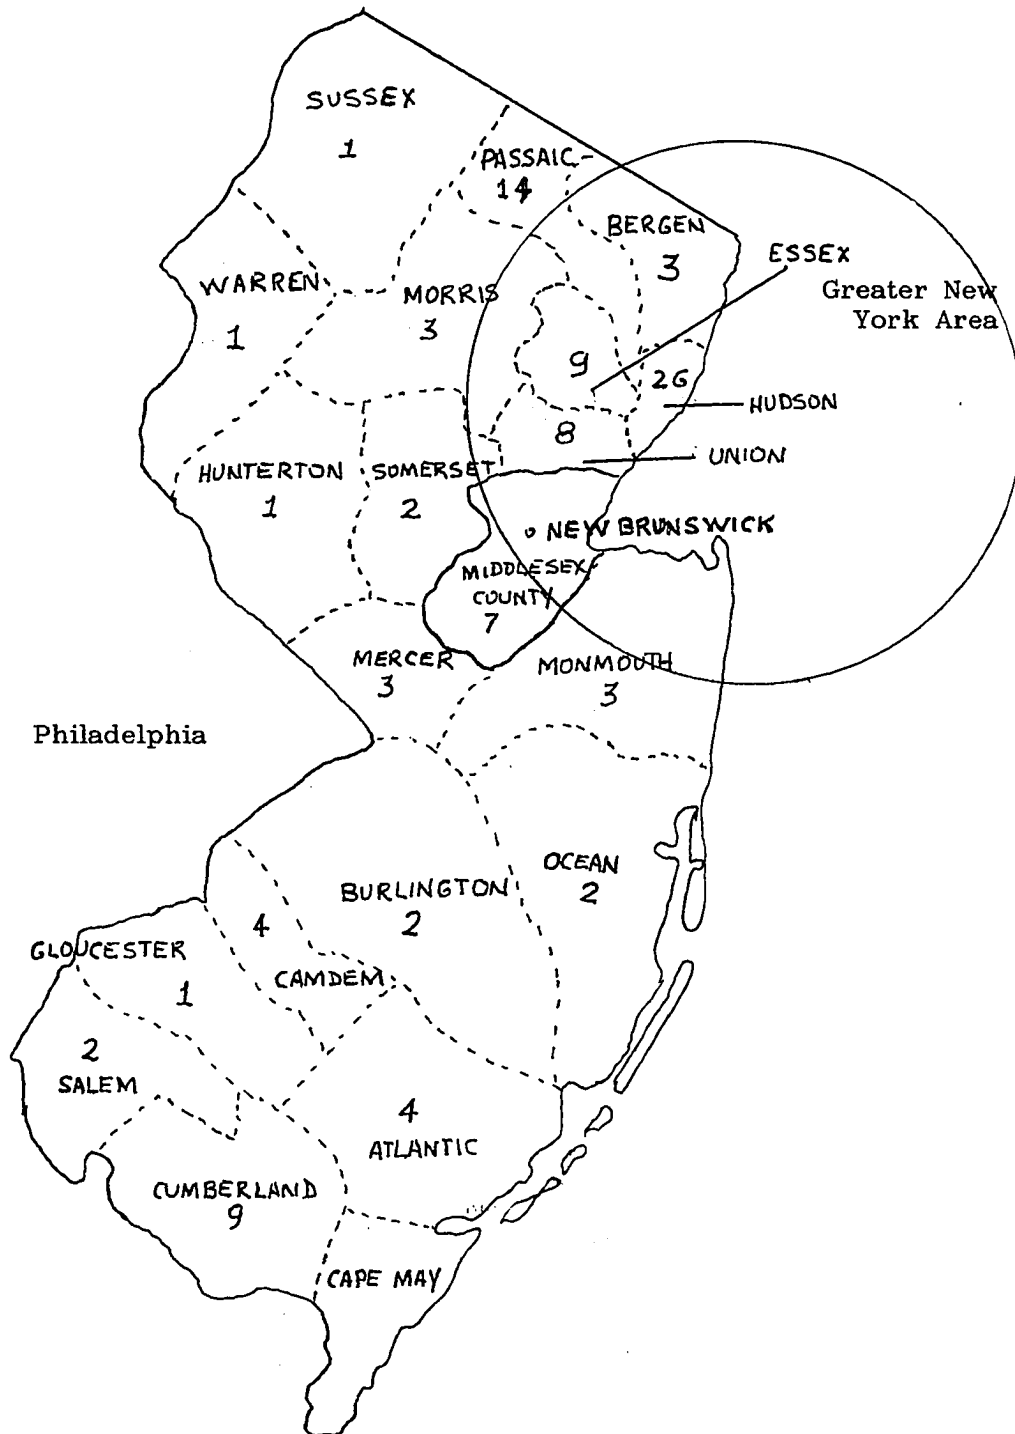 SUSSEX
1
PASSAIC
14
BERGEN
3
ESSEX
Greater New
York Area
WARREN
1
MORRIS
3
9
26
HUDSON
8
UNION
HUNTERTON
1
SOMERSET
2
NEW BRUNSWICK
MIDDLESEX
COUNTY
7
MERCER
3
MONMOUTH
3
Philadelphia
OCEAN
2
BURLINGTON
2
4
CAMDEM
GLOUCESTER
1
2
SALEM
4
ATLANTIC
CUMBERLAND
9
CAPE MAY